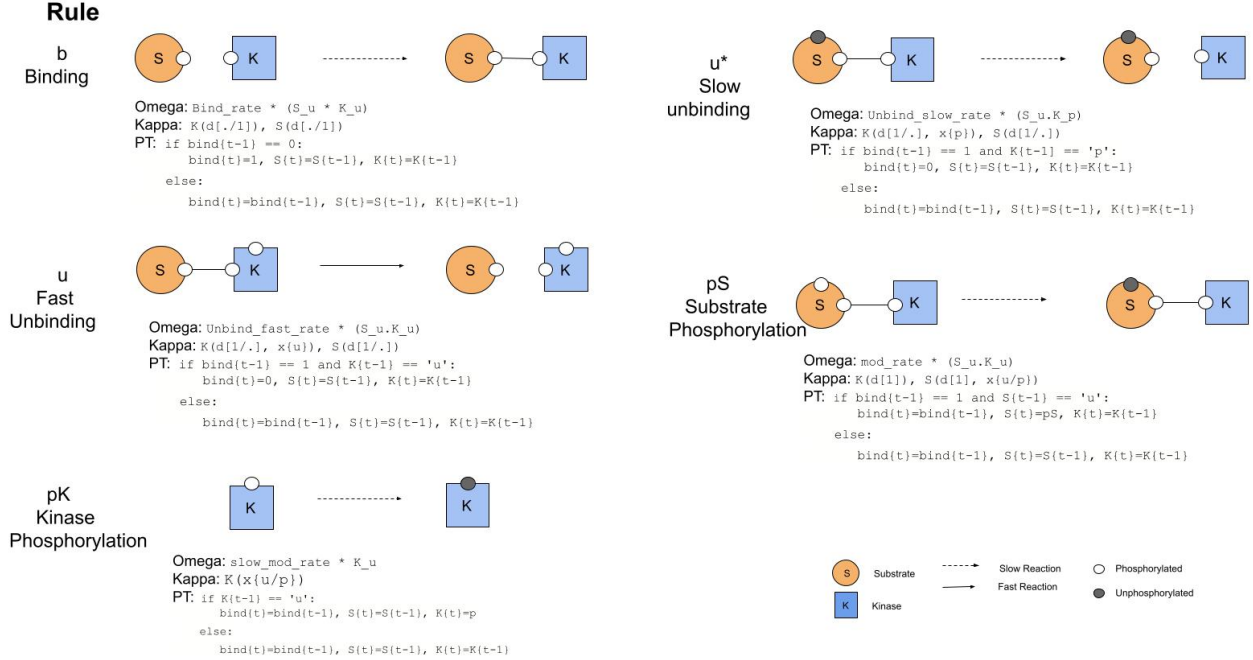 Rule
b
Binding
S
K
S
K
Omega: Bind_rate * (S_u * K_u)
Kappa: K(d[./1]), S(d[./1])
PT: if bind{t-1} == 0:
bind{t}=1, S{t}=S{t-1}, K{t}=K{t-1}
else:
bind{t}=bind{t-1}, S{t}=S{t-1}, K{t}=K{t-1}
u
Fast
Unbinding
S
K
S
K
Omega: Unbind_fast_rate * (S_u.K_u)
Kappa: K(d[1/.], x{u}), S(d[1/.])
PT: if bind{t-1} == 1 and K{t-1} == 'u':
bind{t}=0, S{t}=S{t-1}, K{t}=K{t-1}
else:
bind{t}=bind{t-1}, S{t}=S{t-1}, K{t}=K{t-1}
pK
Kinase
Phosphorylation
K
K
Omega: slow_mod_rate * K_u
Kappa: K(x{u/p})
PT: if K{t-1} == 'u':
bind{t}=bind{t-1}, S{t}=S{t-1}, K{t}=p
else:
bind{t}=bind{t-1}, S{t}=S{t-1}, K{t}=K{t-1}
u*
Slow
unbinding
S
K
S
K
Omega: Unbind_slow_rate * (S_u.K_p)
Kappa: K(d[1/.], x{p}), S(d[1/.])
PT: if bind{t-1} == 1 and K{t-1] == 'p':
bind{t}=0, S{t}=S{t-1}, K{t}=K{t-1}
else:
bind{t}=bind{t-1}, S{t}=S{t-1}, K{t}=K{t-1}
pS
Substrate
Phosphorylation
S
K
S
K
Omega: mod_rate * (S_u.K_u)
Kappa: K(d[1]), S(d[1], x{u/p})
PT: if bind{t-1} == 1 and S{t-1} == 'u':
bind{t}=bind{t-1}, S{t}=pS, K{t}=K{t-1}
else:
bind{t}=bind{t-1}, S{t}=S{t-1}, K{t}=K{t-1}
S Substrate
K Kinase
Slow Reaction
Fast Reaction
Phosphorylated
Unphosphorylated